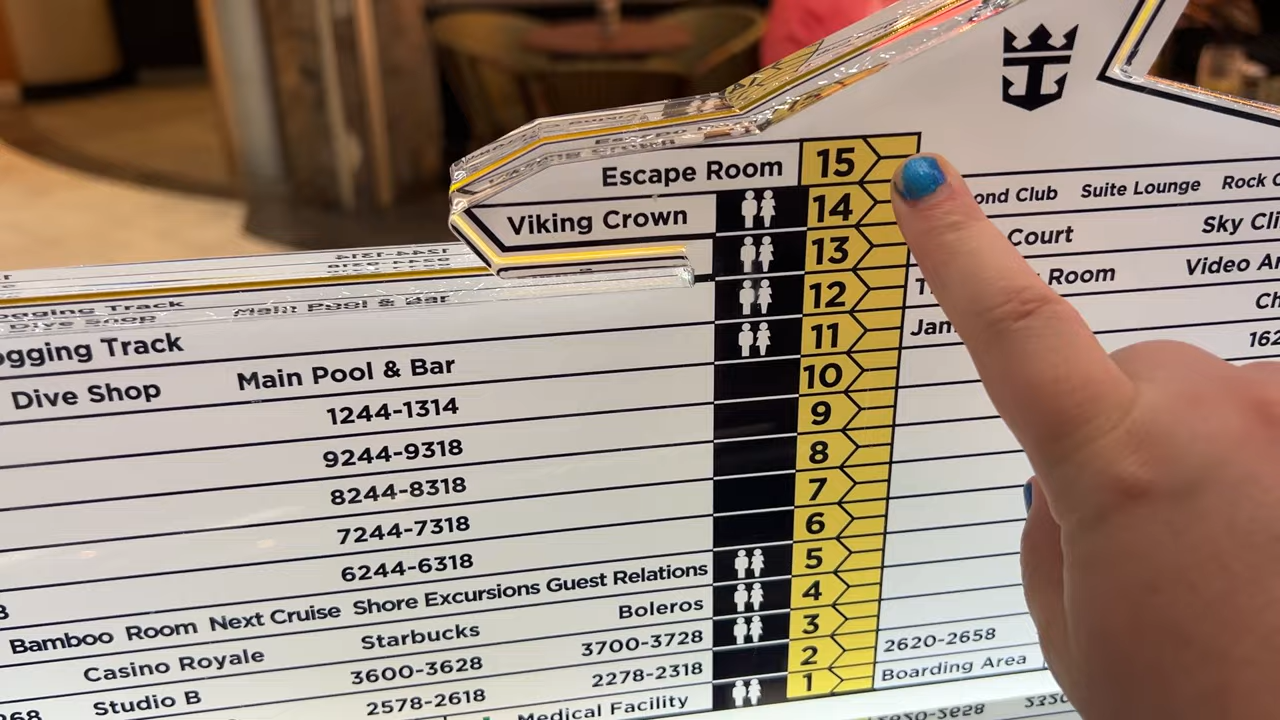 Escape Room 15
Viking Crown 14 ond Club Suite Lounge Rock
13 Court Sky Cli
ogging Track 12 Room Video Ar
Dive Shop Main Pool & Bar 11 Jam Ch
1244-1314 10 162
9244-9318 9
8244-8318 8
7244-7318 7
6244-6318 6
Bamboo Room Next Cruise Shore Excursions Guest Relations 5
Casino Royale Starbucks Boleros 4
Studio B 3600-3628 3700-3728 3
268 2578-2618 2278-2318 2 2620-2658
Medical Facility 1 Boarding Area